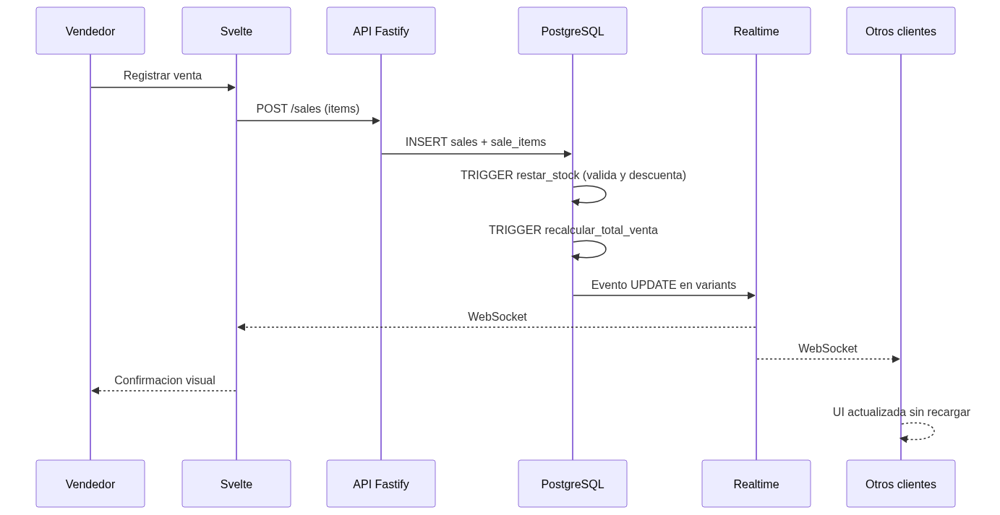 Vendedor
Svelte
API Fastify
PostgreSQL
Realtime
Otros clientes
Registrar venta
POST /sales (items)
INSERT sales + sale_items
TRIGGER restar_stock (valida y descuenta)
TRIGGER recalcular_total_venta
Evento UPDATE en variants
WebSocket
WebSocket
Confirmacion visual
UI actualizada sin recargar
Vendedor
Svelte
API Fastify
PostgreSQL
Realtime
Otros clientes